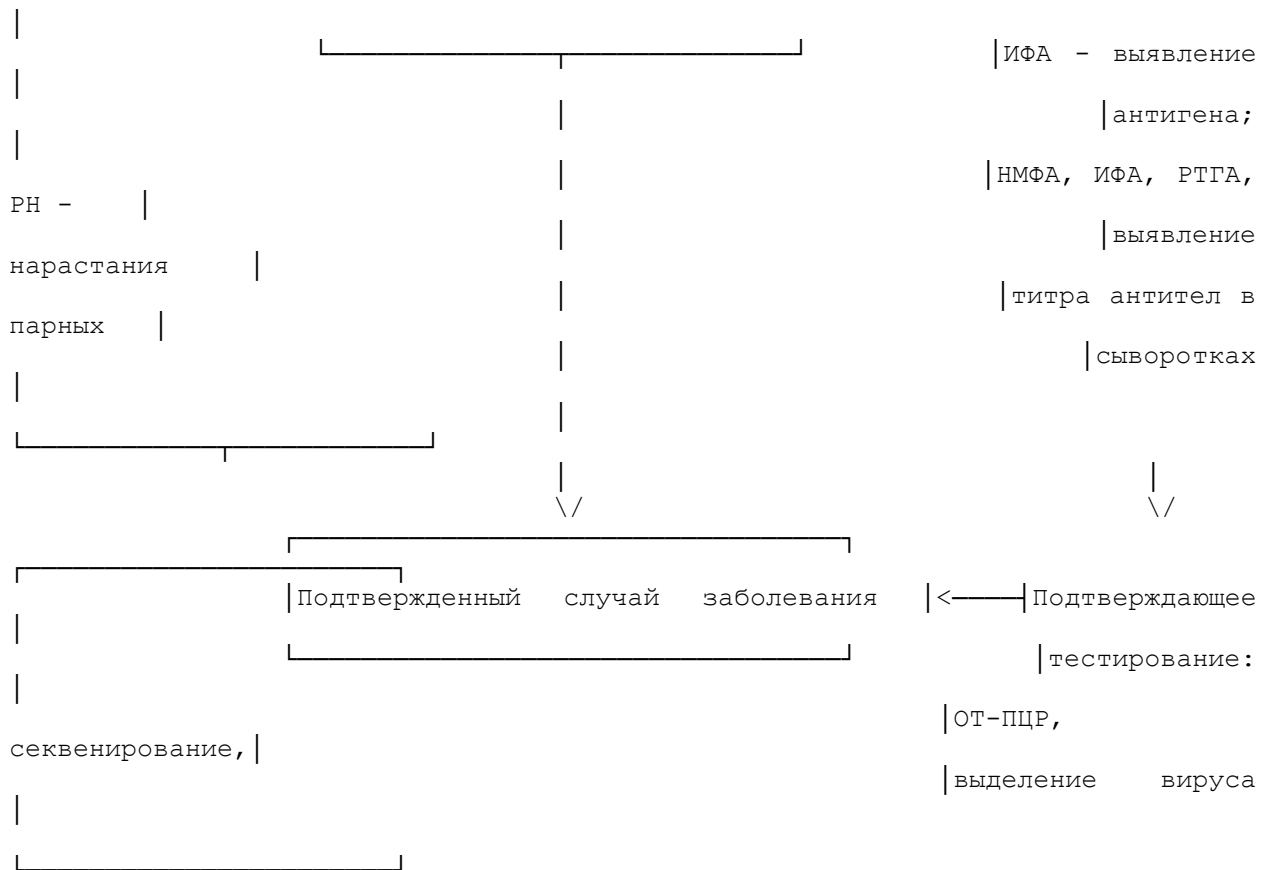 ИФА - выявление
антигена;
НМФА, ИФА, РТГА,
РН -
выявление
нарастания
титра антител в
парных
сыворотках
Подтвержденный случай заболевания <Подтверждающее
тестирование:
ОТ-ПЦР,
секвенирование,
выделение вируса